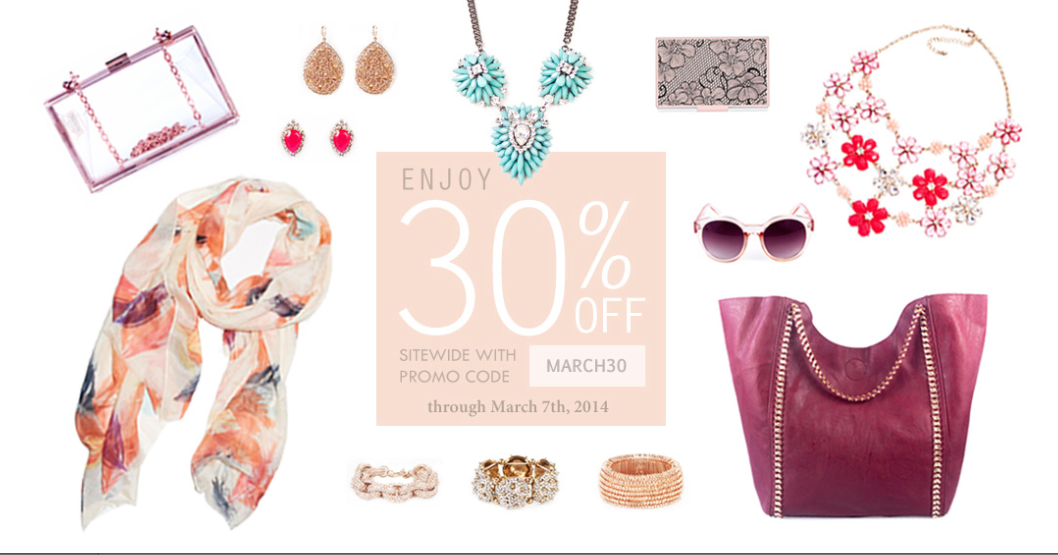 ENJOY
30%
OFF
SITEWIDE WITH
PROMO CODE
MARCH30
through March 7th, 2014